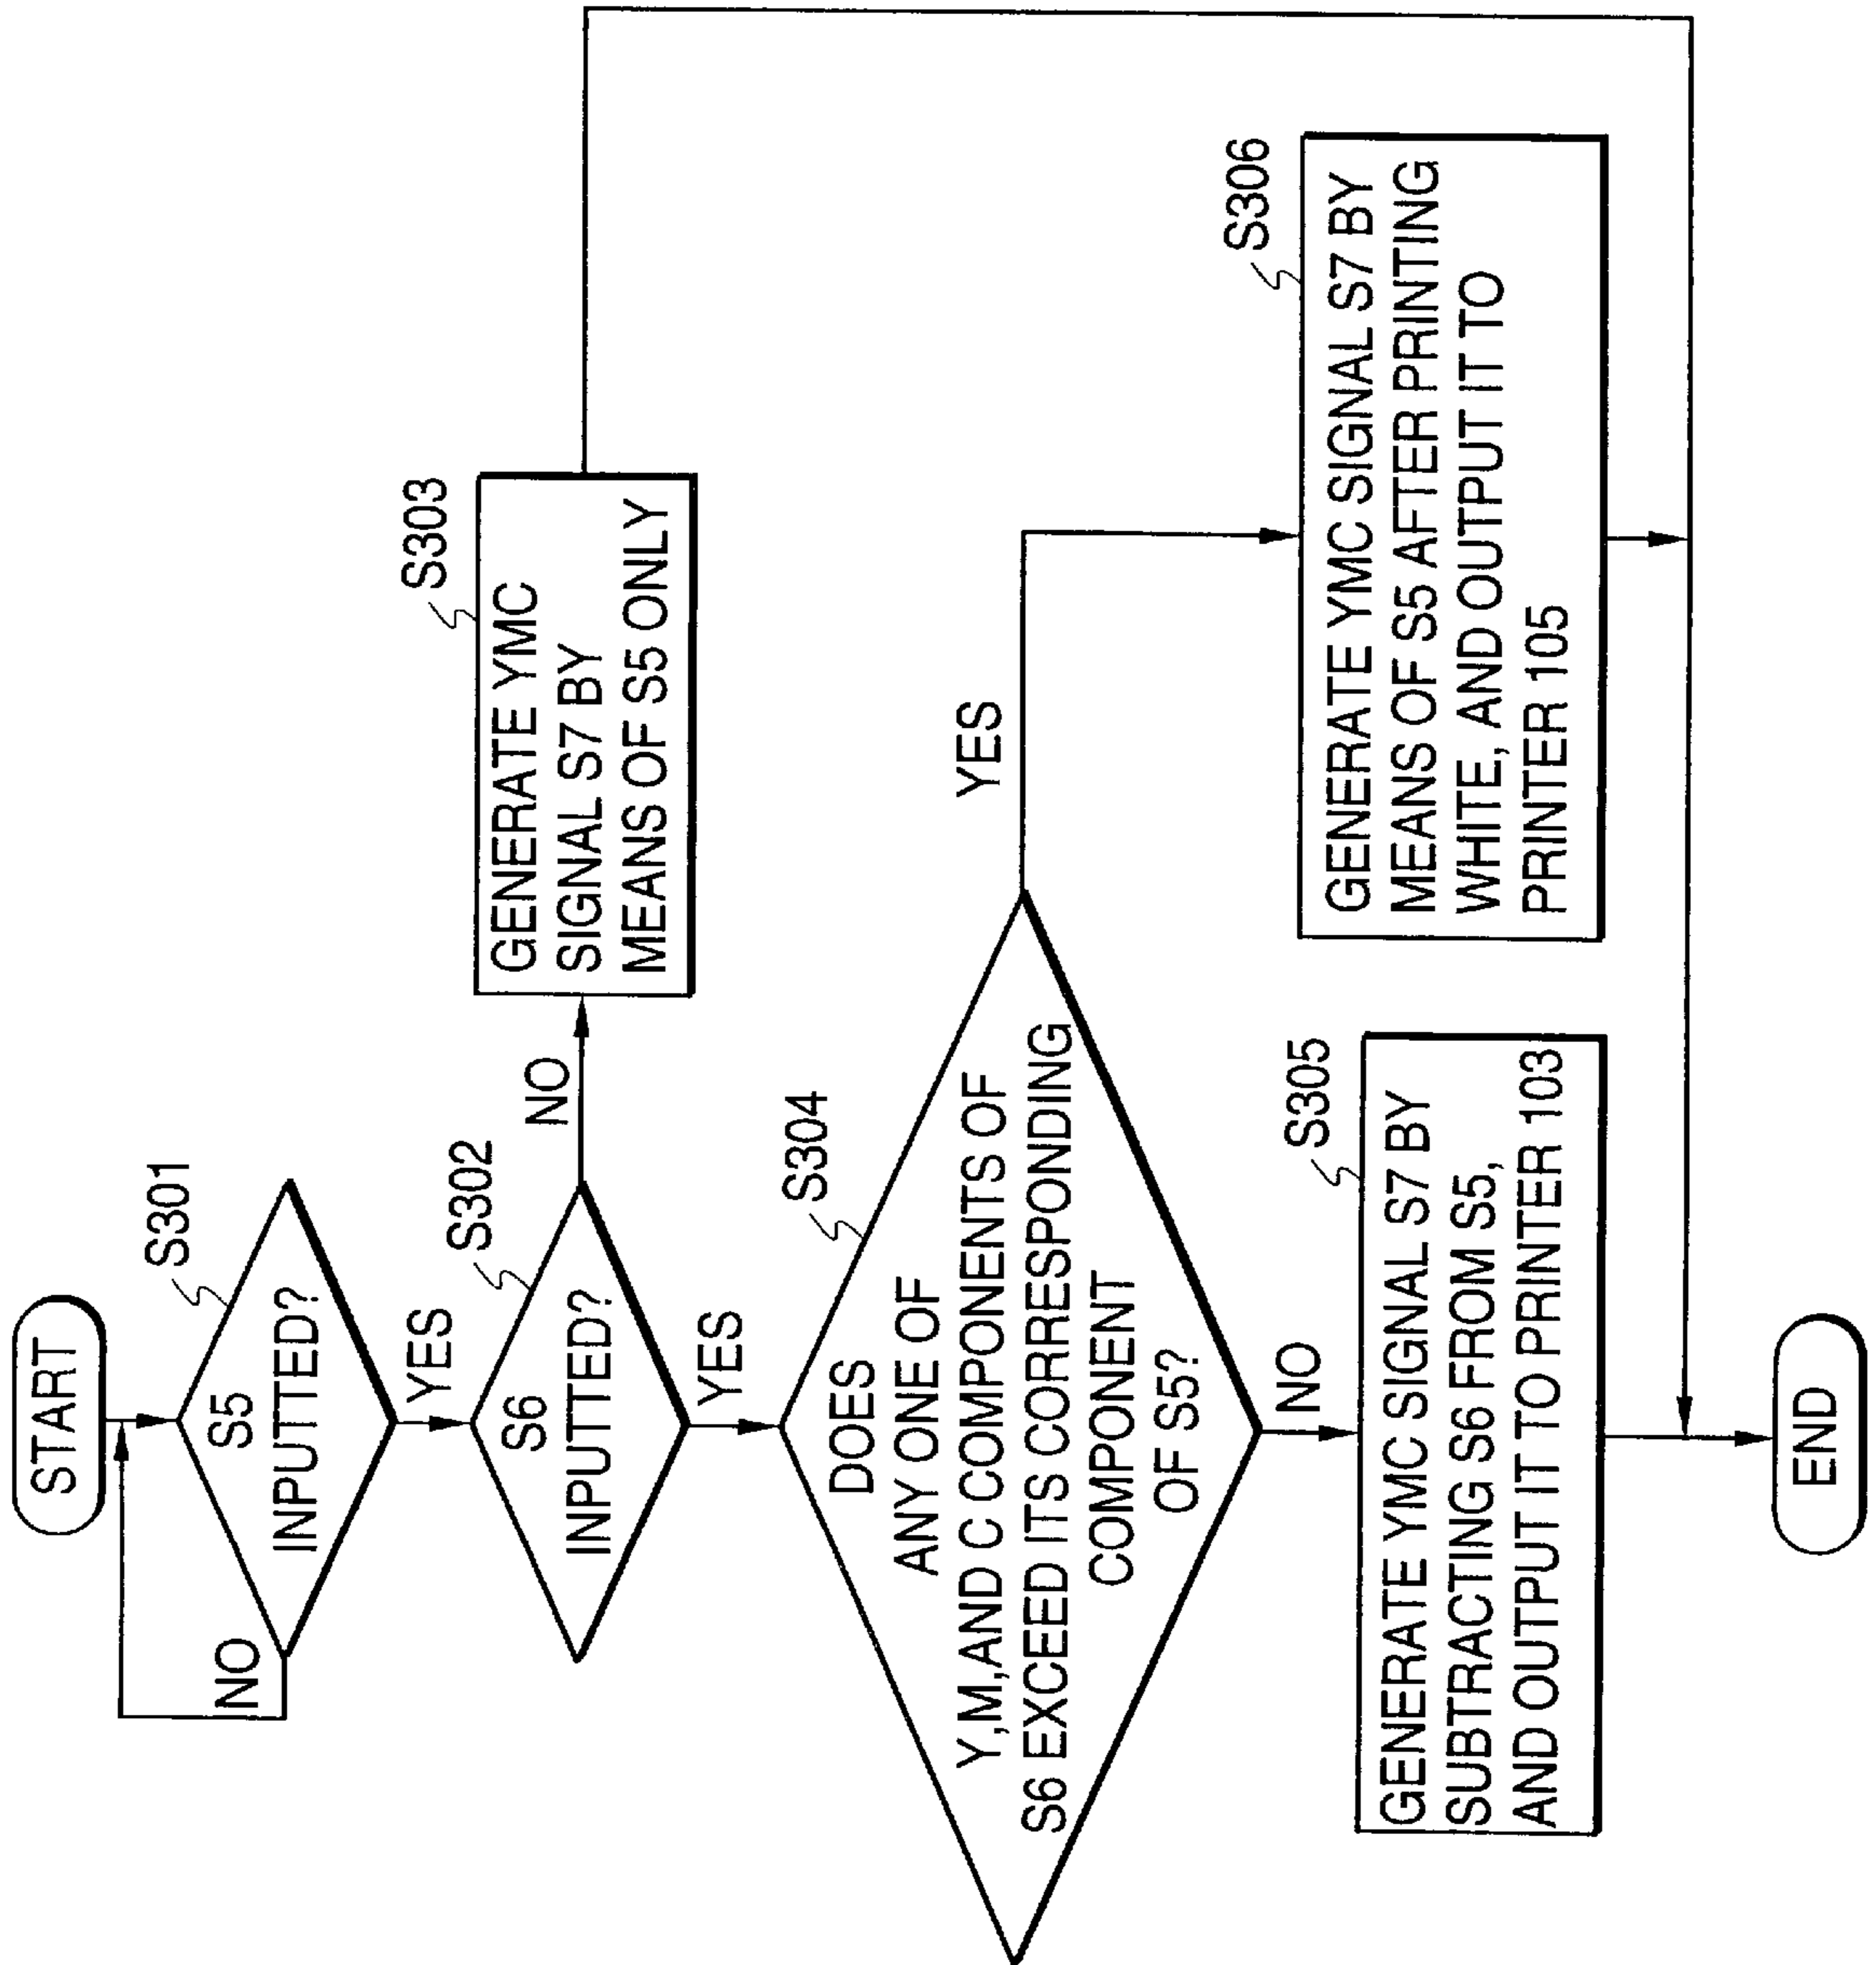 START
S301
S5
INPUTTED?
NO
YES
S302
S6
INPUTTED?
NO
YES
S303
GENERATE YMC
SIGNAL S7 BY
MEANS OF S5 ONLY
S304
DOES
ANY ONE OF
Y,M,AND C COMPONENTS OF
S6 EXCEED ITS CORRESPONDING
COMPONENT
OF S5?
YES
NO
S305
GENERATE YMC SIGNAL S7 BY
SUBTRACTING S6 FROM S5,
AND OUTPUT IT TO PRINTER 103
S306
GENERATE YMC SIGNAL S7 BY
MEANS OF S5 AFTER PRINTING
WHITE, AND OUTPUT IT TO
PRINTER 105
END